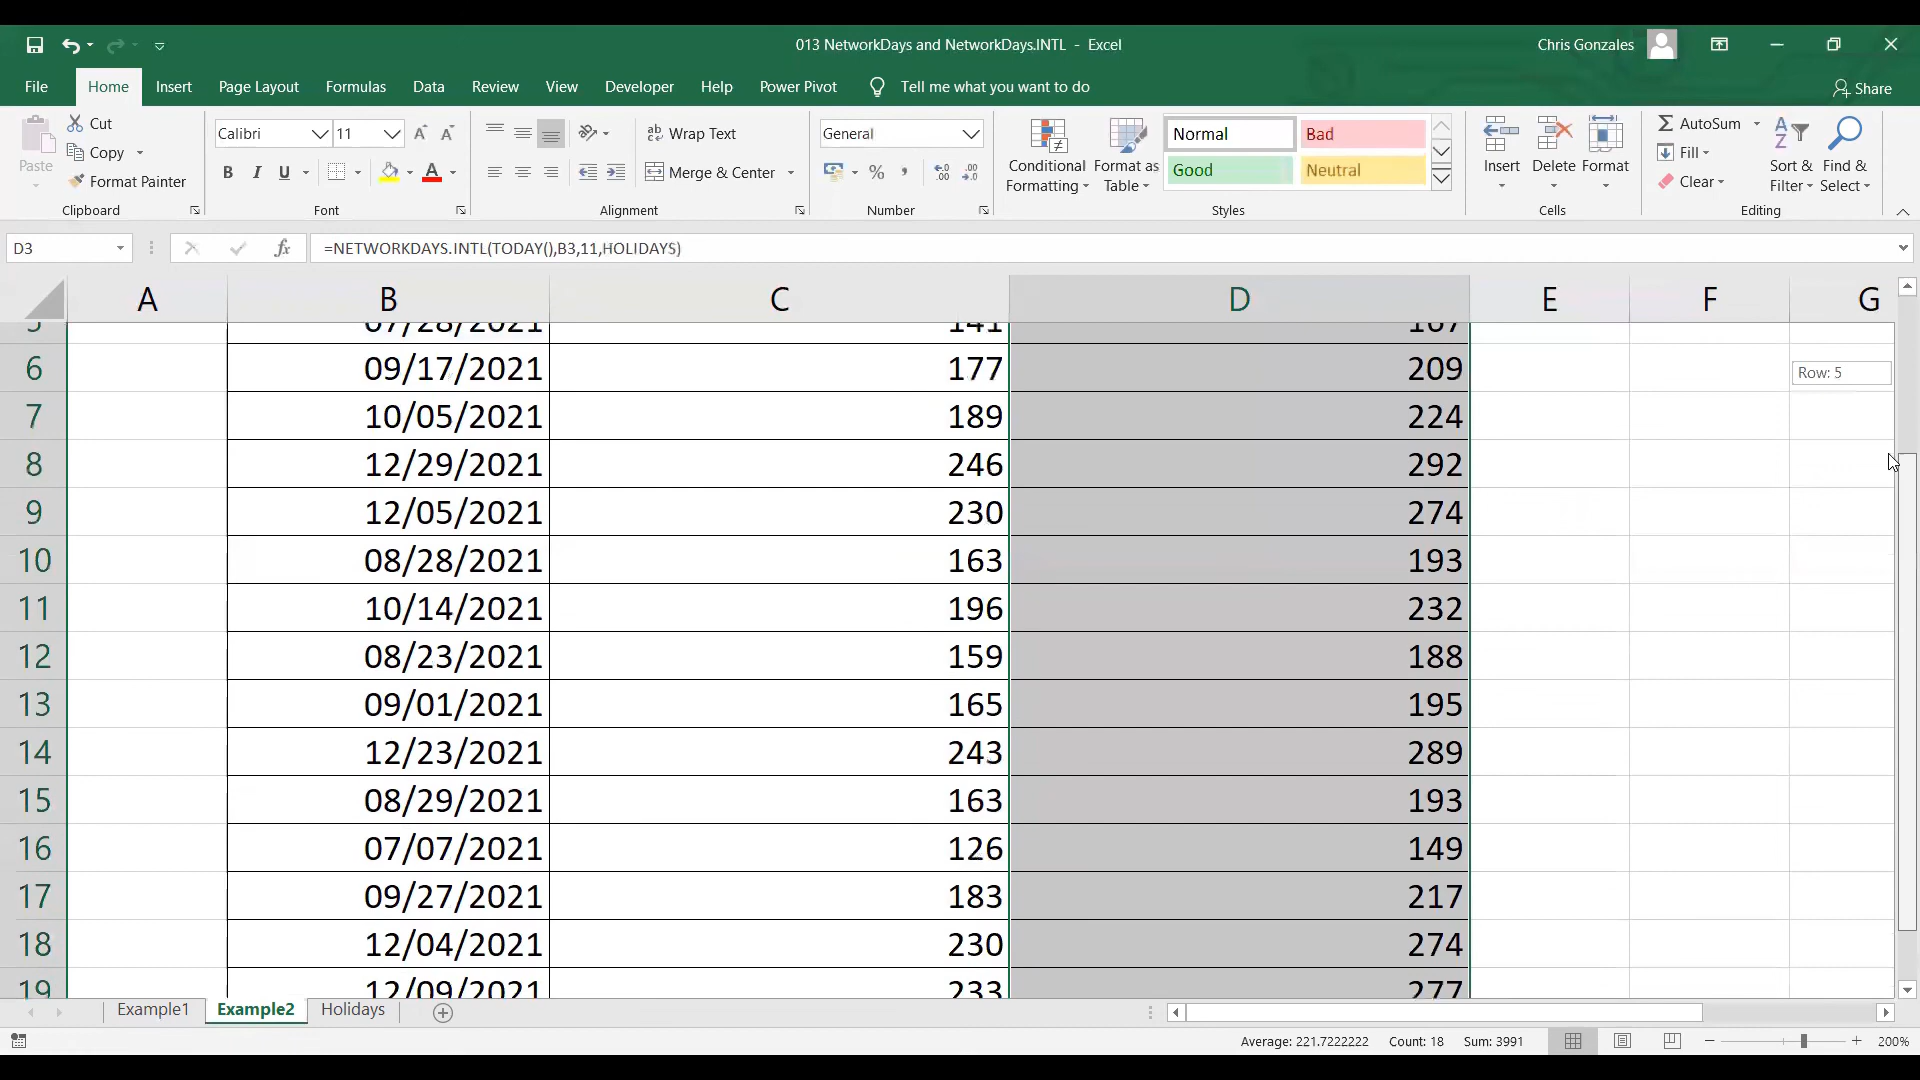 013 NetworkDays and NetworkDays.INTL - Excel
Chris Gonzales
File Home Insert Page Layout Formulas Data Review View Developer Help Power Pivot Tell me what you want to do Share
Paste
Cut
Copy
Format Painter
Clipboard
Calibri 11
B I U
Font
Wrap Text
Merge & Center
Alignment
General
Number
Conditional Formatting
Format as Table
Normal Bad
Good Neutral
Styles
Insert Delete Format
Cells
AutoSum
Fill
Clear
Sort & Filter
Find & Select
Editing
D3 fx =NETWORKDAYS.INTL(TODAY(),B3,11,HOLIDAYS)
A B C D E F G
5 07/28/2021 141 167
6 09/17/2021 177 209
Row: 5
7 10/05/2021 189 224
8 12/29/2021 246 292
9 12/05/2021 230 274
10 08/28/2021 163 193
11 10/14/2021 196 232
12 08/23/2021 159 188
13 09/01/2021 165 195
14 12/23/2021 243 289
15 08/29/2021 163 193
16 07/07/2021 126 149
17 09/27/2021 183 217
18 12/04/2021 230 274
19 12/09/2021 233 277
Example1 Example2 Holidays
Average: 221.7222222 Count: 18 Sum: 3991 200%